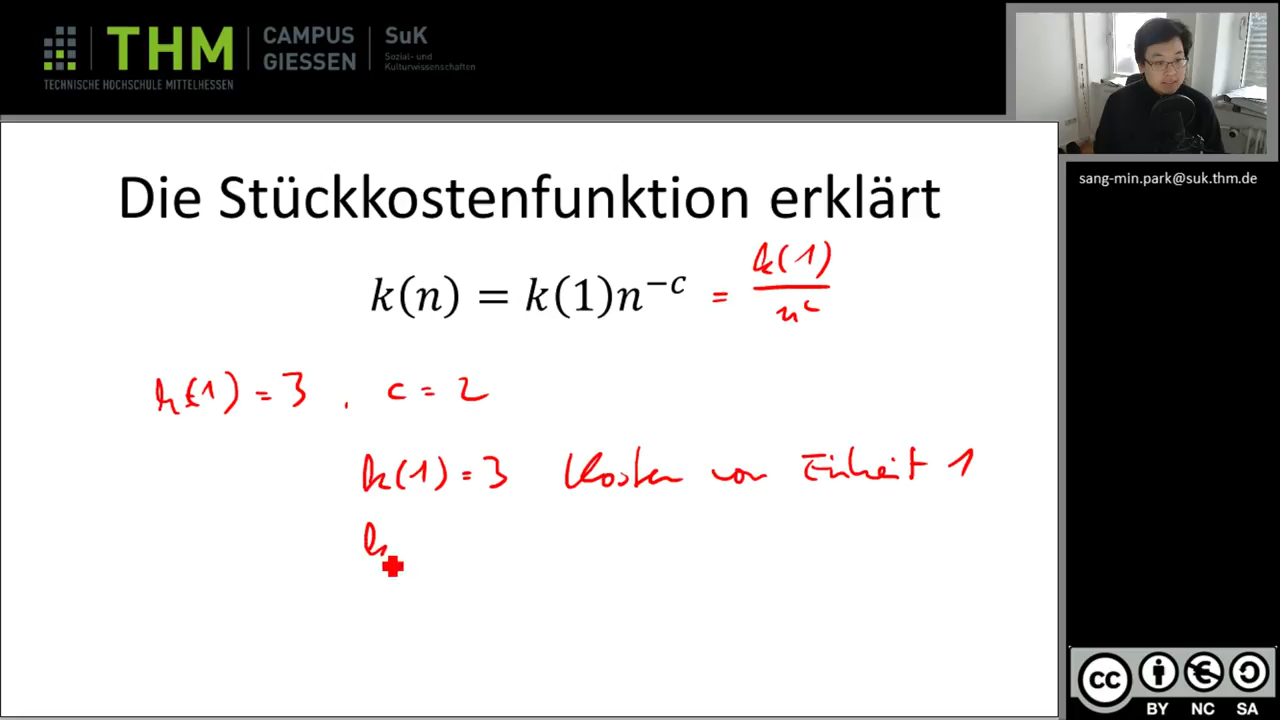 THM
TECHNISCHE HOCHSCHULE MITTELHESSEN
CAMPUS
GIESSEN
SuK
Sozial- und
Kulturwissenschaften
sang-min.park@suk.thm.de
Die Stückkostenfunktion erklärt
k(n) = k(1)n^{-c} = k(1)/n^c
k(1) = 3 , c = 2
k(1) = 3 Kosten von Einheit 1
k
cc
BY NC SA